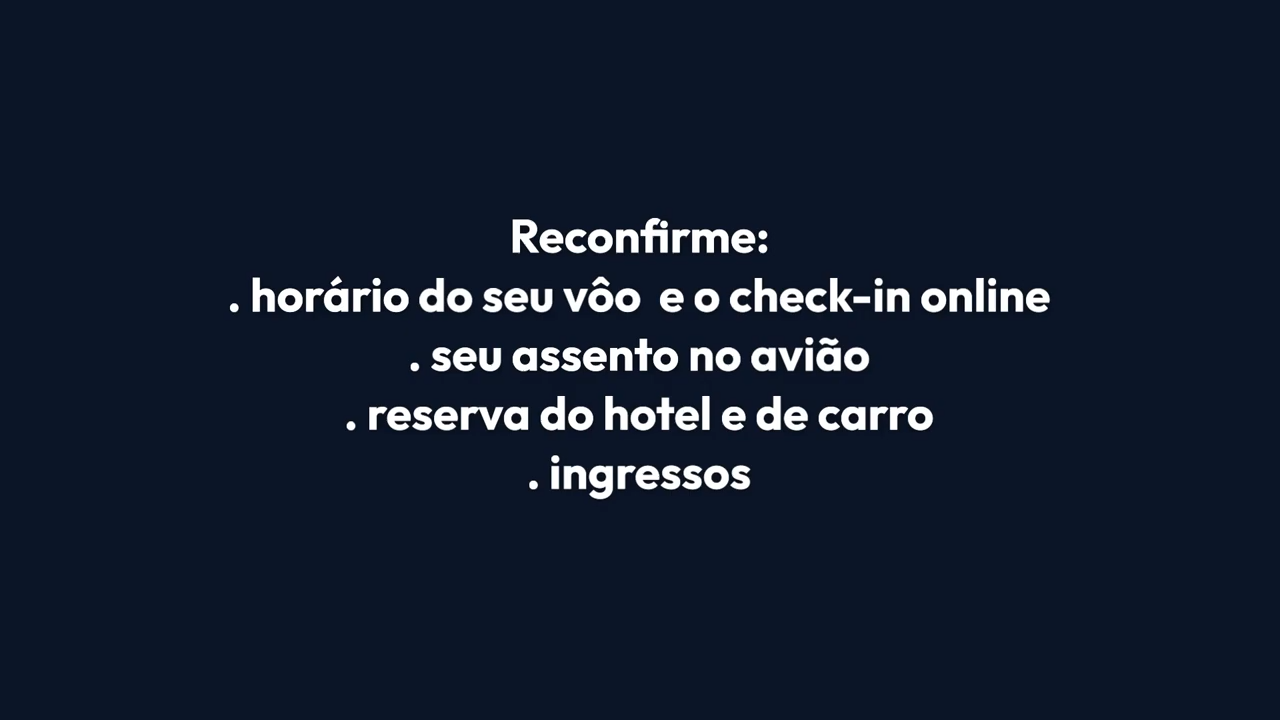 Reconfirme:
. horário do seu vôo  e o check-in online
. seu assento no avião
. reserva do hotel e de carro
. ingressos